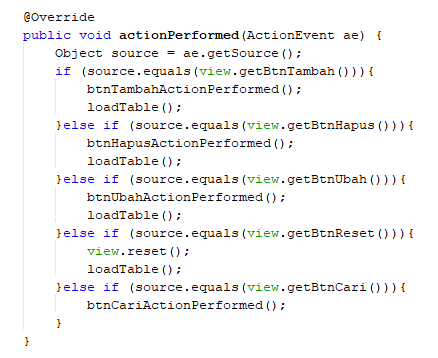 @Override
public void actionPerformed(ActionEvent ae) {
    Object source = ae.getSource();
    if (source.equals(view.getBtnTambah())){
        btnTambahActionPerformed();
        loadTable();
    }else if (source.equals(view.getBtnHapus())){
        btnHapusActionPerformed();
        loadTable();
    }else if (source.equals(view.getBtnUbah())){
        btnUbahActionPerformed();
        loadTable();
    }else if (source.equals(view.getBtnReset())){
        view.reset();
        loadTable();
    }else if (source.equals(view.getBtnCari())){
        btnCariActionPerformed();
    }
}